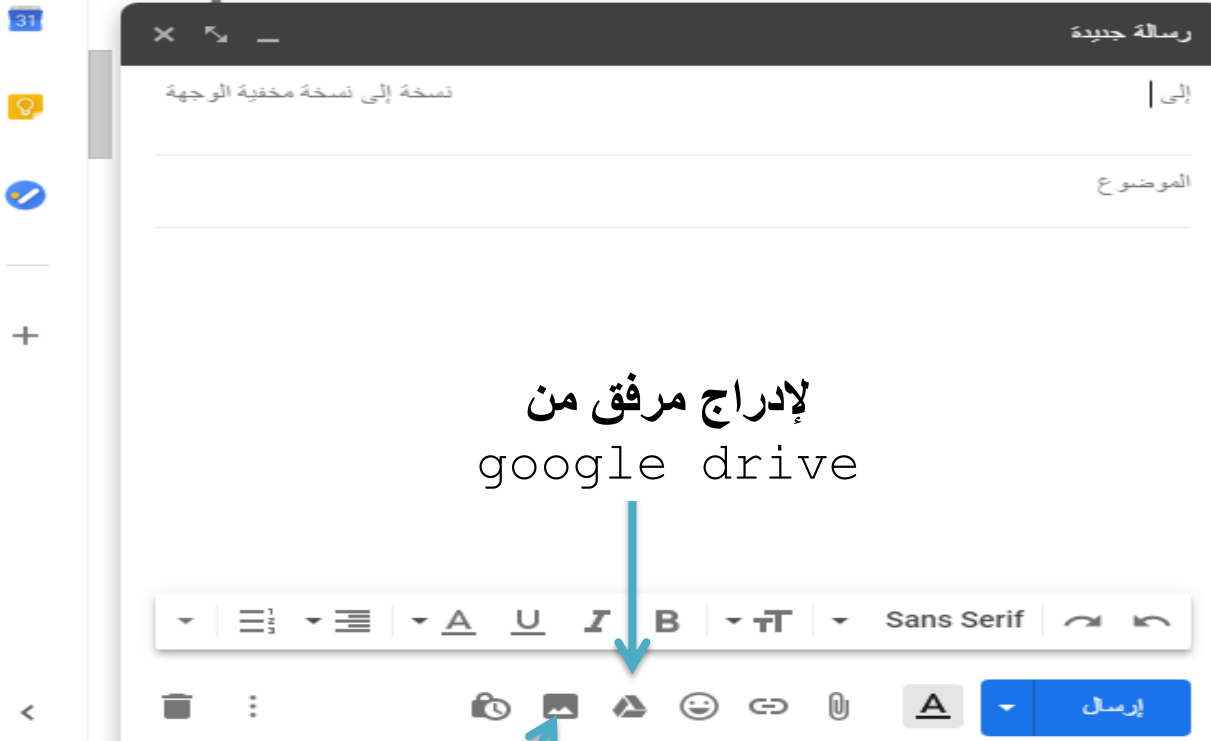 31
رسالة جديدة
إلى نسخة إلى نسخة مخفية الوجهة
الموضوع
لإدراج مرفق من
google drive
Sans Serif
B I U A
إرسال
A